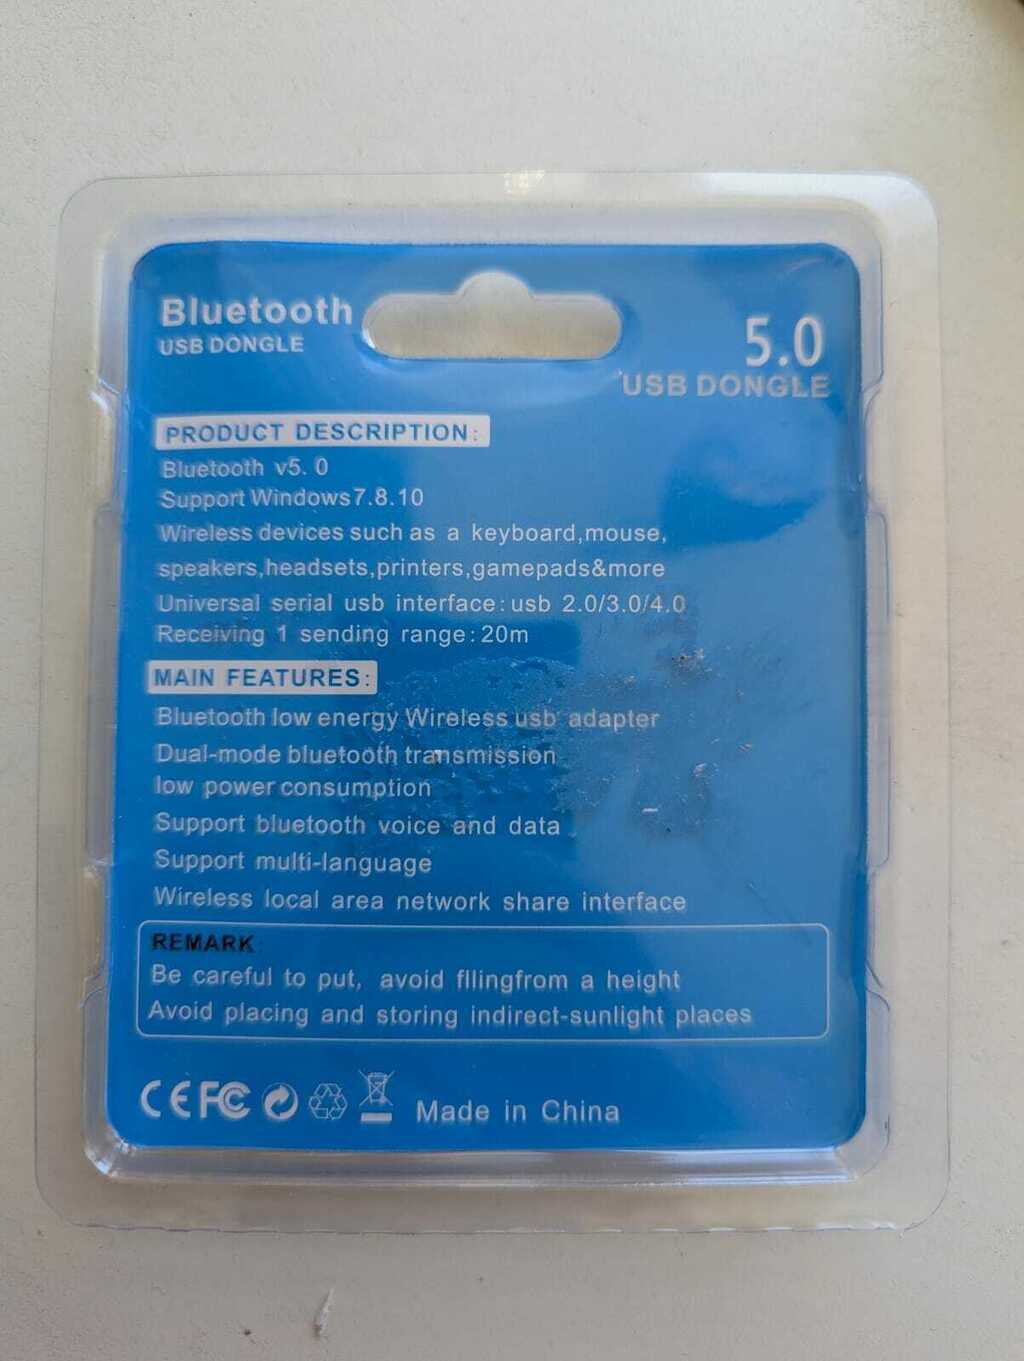 Bluetooth
USB DONGLE
5.0
USB DONGLE
PRODUCT DESCRIPTION:
Bluetooth v5. 0
Support Windows7.8.10
Wireless devices such as a keyboard,mouse,
speakers,headsets,printers,gamepads&more
Universal serial usb interface:usb 2.0/3.0/4.0
Receiving 1 sending range:20m
MAIN FEATURES:
Bluetooth low energy Wireless usb adapter
Dual-mode bluetooth transmission
low power consumption
Support bluetooth voice and data
Support multi-language
Wireless local area network share interface
REMARK:
Be careful to put, avoid fllingfrom a height
Avoid placing and storing indirect-sunlight places
CE FC Made in China